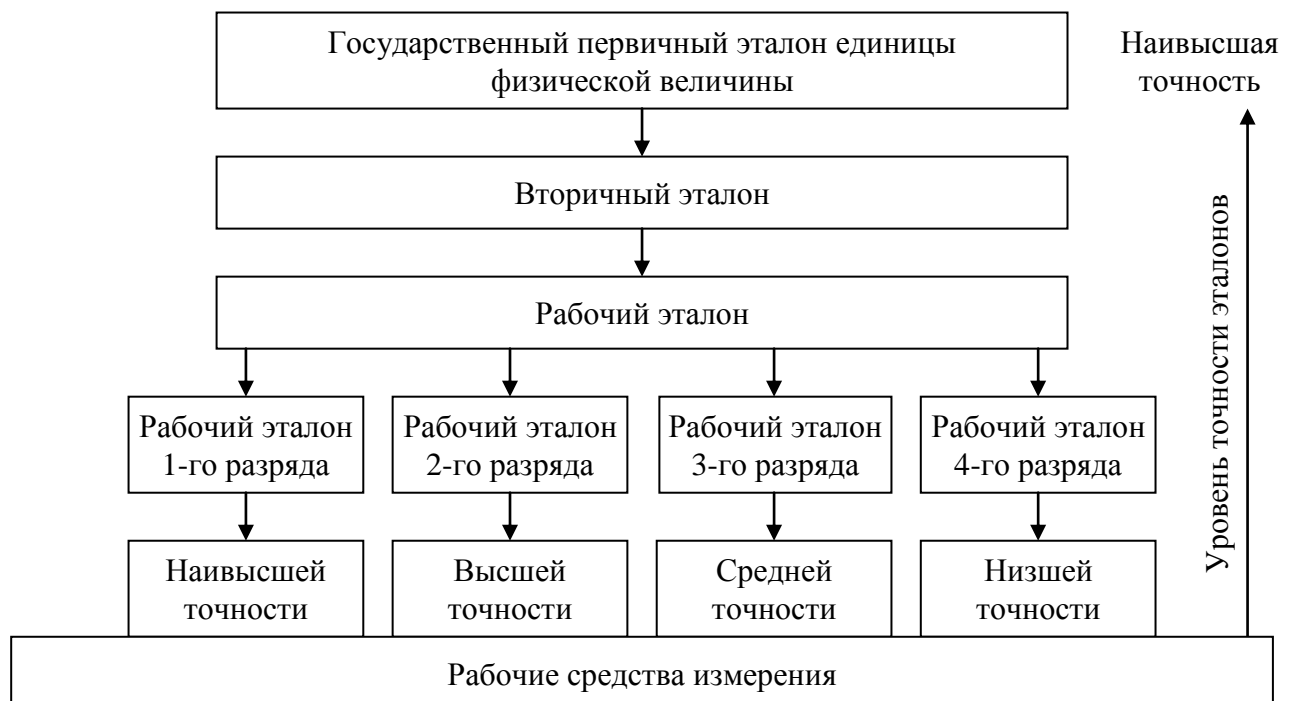 Государственный первичный эталон единицы
физической величины
Наивысшая
точность
Вторичный эталон
Рабочий эталон
Рабочий эталон
1-го разряда
Рабочий эталон
2-го разряда
Рабочий эталон
3-го разряда
Рабочий эталон
4-го разряда
Уровень точности эталонов
Наивысшей
точности
Высшей
точности
Средней
точности
Низшей
точности
Рабочие средства измерения